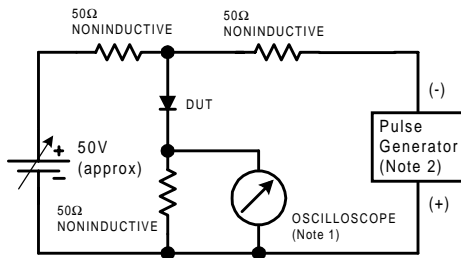 50Ω
NONINDUCTIVE
50Ω
NONINDUCTIVE
DUT
(-)
50V
(approx)
+
−
Pulse
Generator
(Note 2)
50Ω
NONINDUCTIVE
OSCILLOSCOPE
(Note 1)
(+)